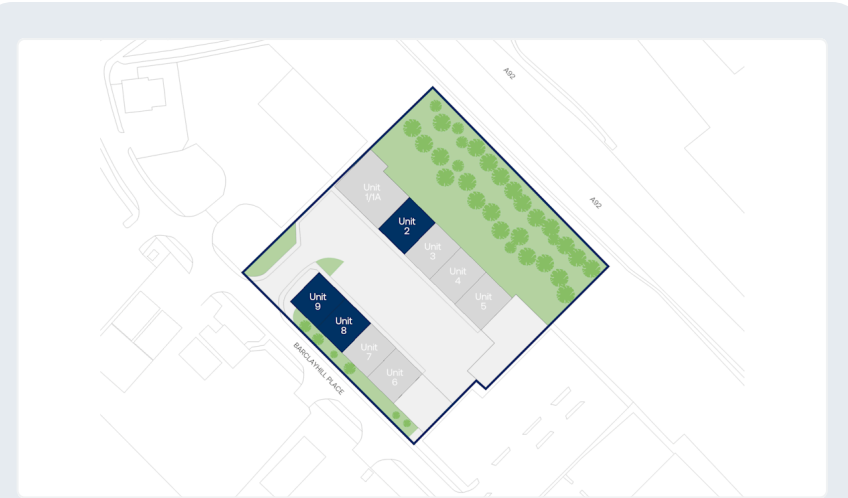 A92
A92
Unit
1/1A
Unit
2
Unit
3
Unit
4
Unit
5
Unit
9
Unit
8
Unit
7
Unit
6
BARCLAYHILL PLACE